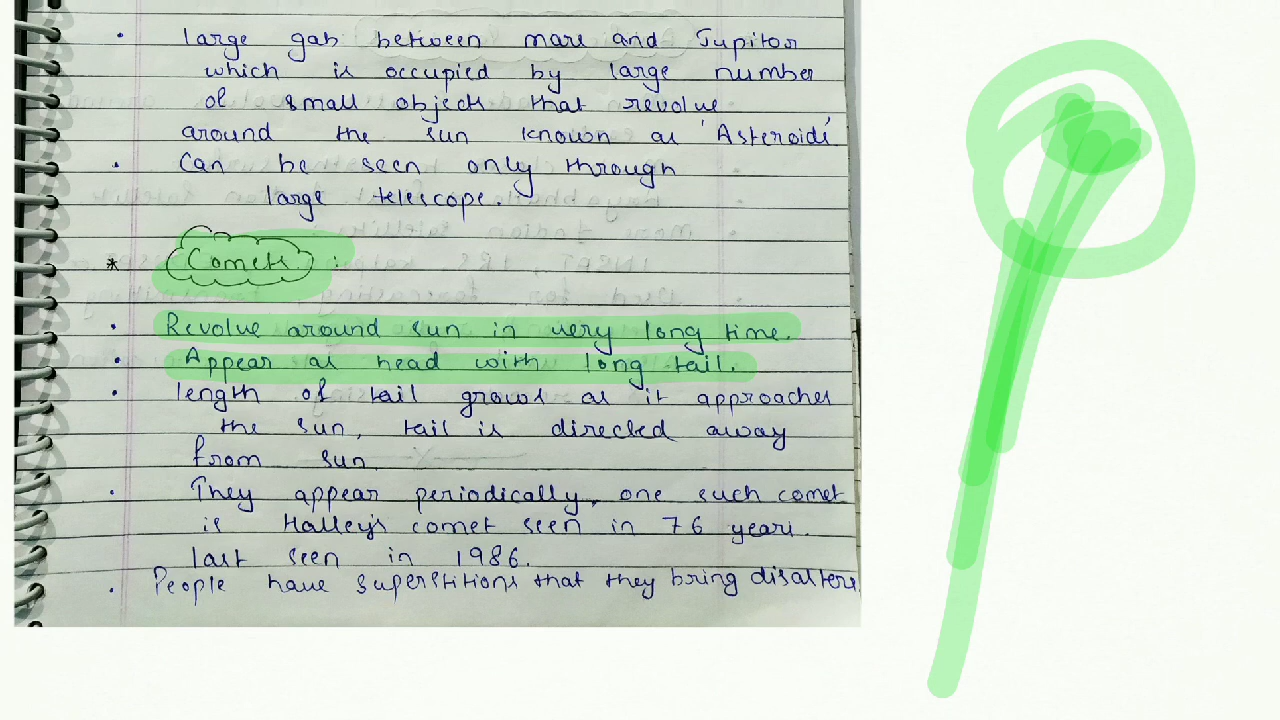 • large gap between mars and Jupitor
which is occupied by large number
of small objects that revolve
around the sun known as 'Asteroids'
• Can be seen only through
large telescope.
* Comets :
• Revolve around sun in very long time.
• Appear as head with long tail.
• length of tail grows as it approaches
the sun, tail is directed away
from sun
• They appear periodically, one such comet
is Halley's comet seen in 76 years.
last seen in 1986.
• People have superstitions that they bring disasters.